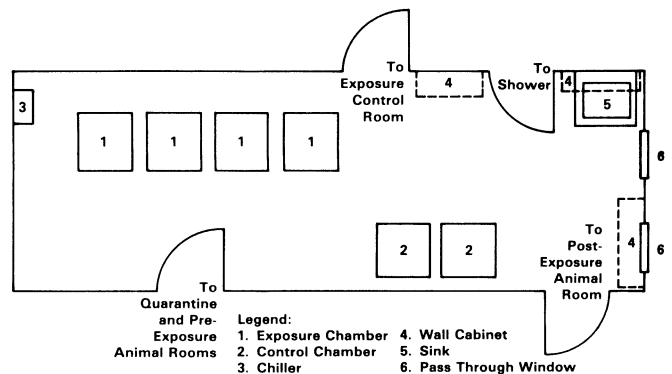 To
Exposure
Control
Room
4
To
Shower
4
5
3
1
1
1
1
6
2
2
To
Post-
Exposure
Animal
Room
4
6
To
Quarantine
and Pre-
Exposure
Animal Rooms
Legend:
1. Exposure Chamber
2. Control Chamber
3. Chiller
4. Wall Cabinet
5. Sink
6. Pass Through Window